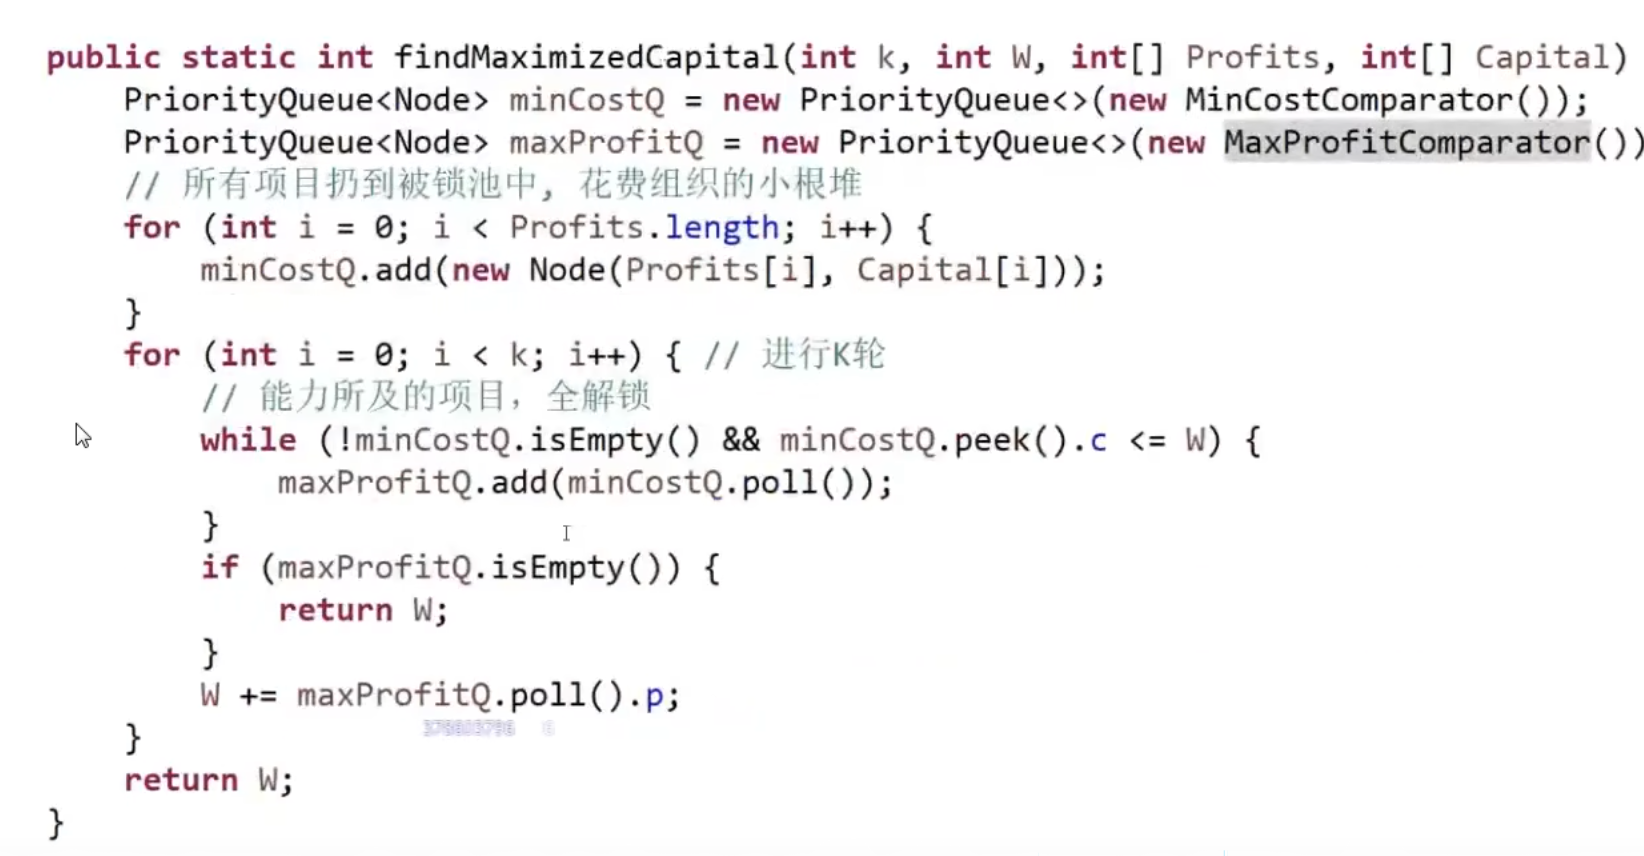 public static int findMaximizedCapital(int k, int W, int[] Profits, int[] Capital)
PriorityQueue<Node> minCostQ = new PriorityQueue<>(new MinCostComparator());
PriorityQueue<Node> maxProfitQ = new PriorityQueue<>(new MaxProfitComparator())
// 所有项目扔到被锁池中, 花费组织的小根堆
for (int i = 0; i < Profits.length; i++) {
minCostQ.add(new Node(Profits[i], Capital[i]));
}
for (int i = 0; i < k; i++) { // 进行K轮
// 能力所及的项目, 全解锁
while (!minCostQ.isEmpty() && minCostQ.peek().c <= W) {
maxProfitQ.add(minCostQ.poll());
}
if (maxProfitQ.isEmpty()) {
return W;
}
W += maxProfitQ.poll().p;
}
return W;
}